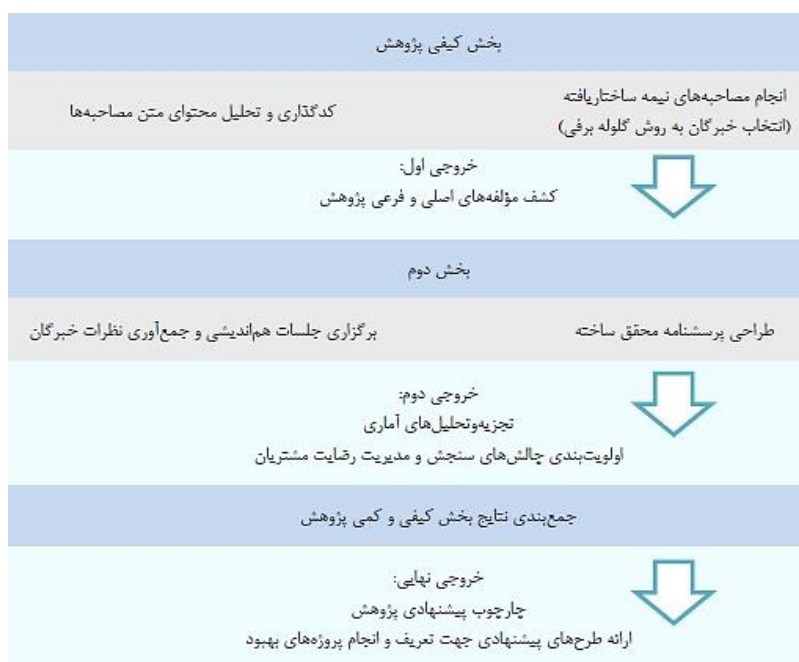 بخش کیفی پژوهش
انجام مصاحبه‌های نیمه ساختاریافته
(انتخاب خبرگان به روش گلوله برفی)
کدگذاری و تحلیل محتوای متن مصاحبه‌ها
خروجی اول:
کشف مؤلفه‌های اصلی و فرعی پژوهش
بخش دوم
طراحی پرسشنامه محقق ساخته
برگزاری جلسات هم‌اندیشی و جمع‌آوری نظرات خبرگان
خروجی دوم:
تجزیه‌وتحلیل‌های آماری
اولویت‌بندی چالش‌های سنجش و مدیریت رضایت مشتریان
جمع‌بندی نتایج بخش کیفی و کمی پژوهش
خروجی نهایی:
چارچوب پیشنهادی پژوهش
ارائه طرح‌های پیشنهادی جهت تعریف و انجام پروژه‌های بهبود